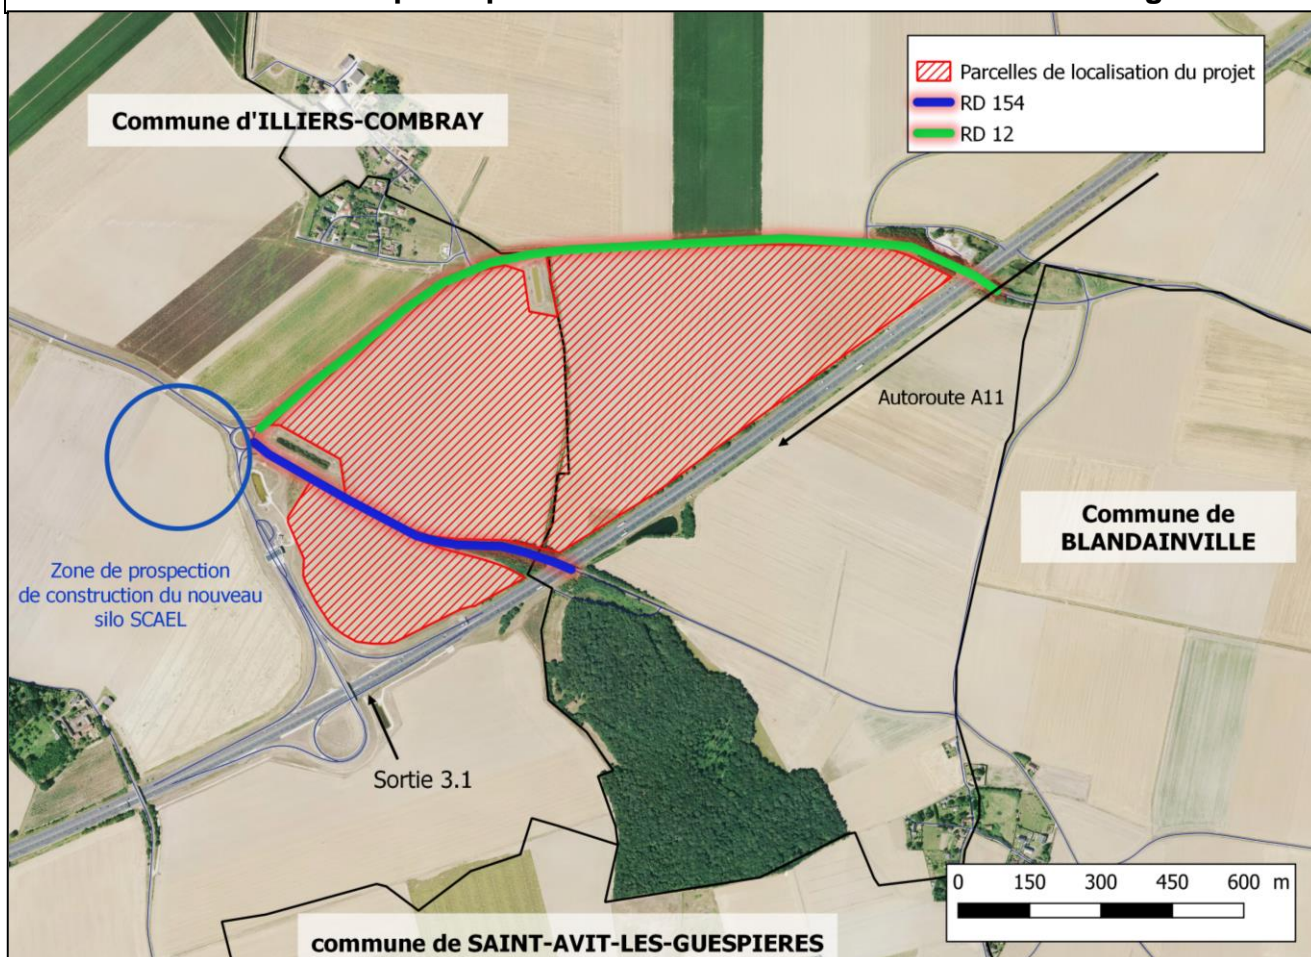 Parcelles de localisation du projet
RD 154
RD 12
Commune d'ILLIERS-COMBRAY
Autoroute A11
Commune de
BLANDAINVILLE
Zone de prospection
de construction du nouveau
silo SCAEL
Sortie 3.1
0 150 300 450 600 m
commune de SAINT-AVIT-LES-GUESPIERES